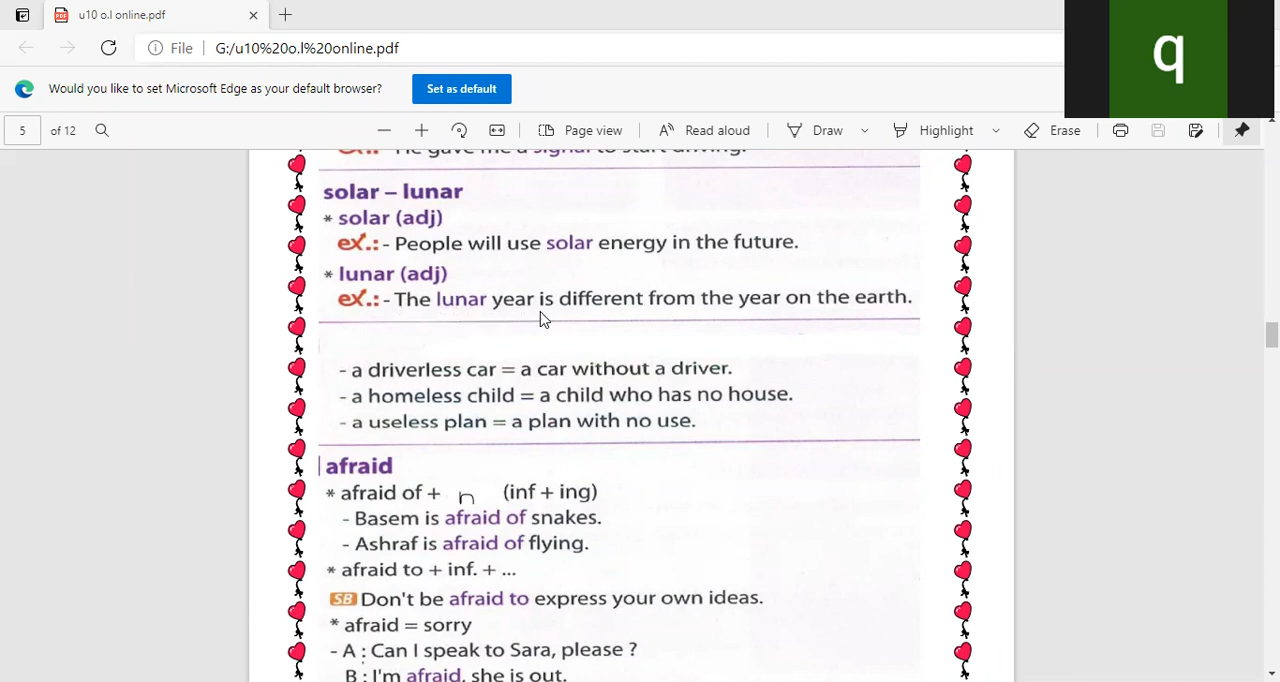 u10 o.l online.pdf
File
G:/u10%20o.l%20online.pdf
q
Would you like to set Microsoft Edge as your default browser?
Set as default
5 of 12
Page view
Read aloud
Draw
Highlight
Erase
ex.: - He gave me a signal to start driving.
solar – lunar
* solar (adj)
ex.: - People will use solar energy in the future.
* lunar (adj)
ex.: - The lunar year is different from the year on the earth.
- a driverless car = a car without a driver.
- a homeless child = a child who has no house.
- a useless plan = a plan with no use.
afraid
* afraid of + n (inf + ing)
- Basem is afraid of snakes.
- Ashraf is afraid of flying.
* afraid to + inf. + ...
SB Don't be afraid to express your own ideas.
* afraid = sorry
- A : Can I speak to Sara, please ?
B : I'm afraid, she is out.